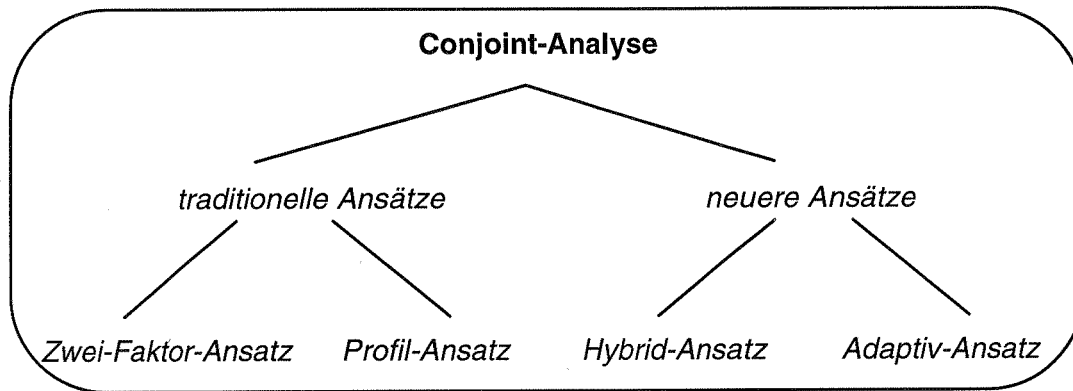 Conjoint-Analyse
traditionelle Ansätze neuere Ansätze
Zwei-Faktor-Ansatz Profil-Ansatz Hybrid-Ansatz Adaptiv-Ansatz